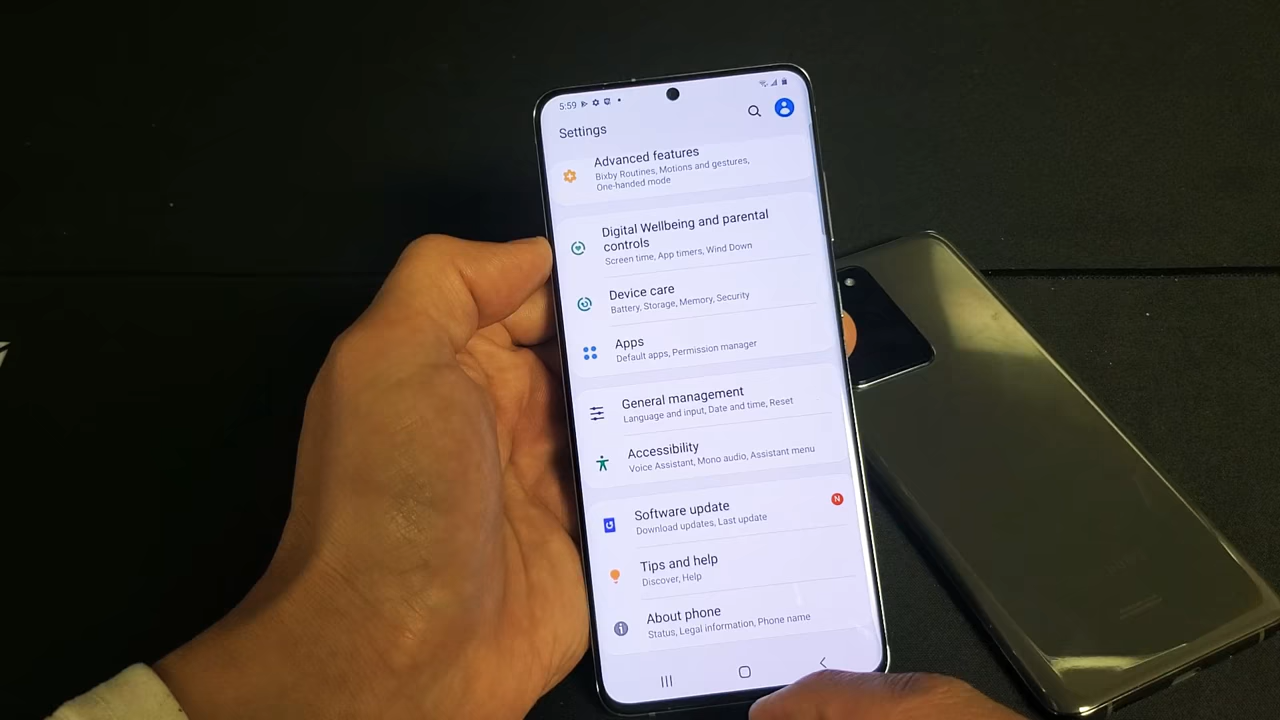 5:59
Settings
Advanced features
Bixby Routines, Motions and gestures,
One-handed mode
Digital Wellbeing and parental
controls
Screen time, App timers, Wind Down
Device care
Battery, Storage, Memory, Security
Apps
Default apps, Permission manager
General management
Language and input, Date and time, Reset
Accessibility
Voice Assistant, Mono audio, Assistant menu
Software update
N
Download updates, Last update
Tips and help
Discover, Help
About phone
Status, Legal information, Phone name